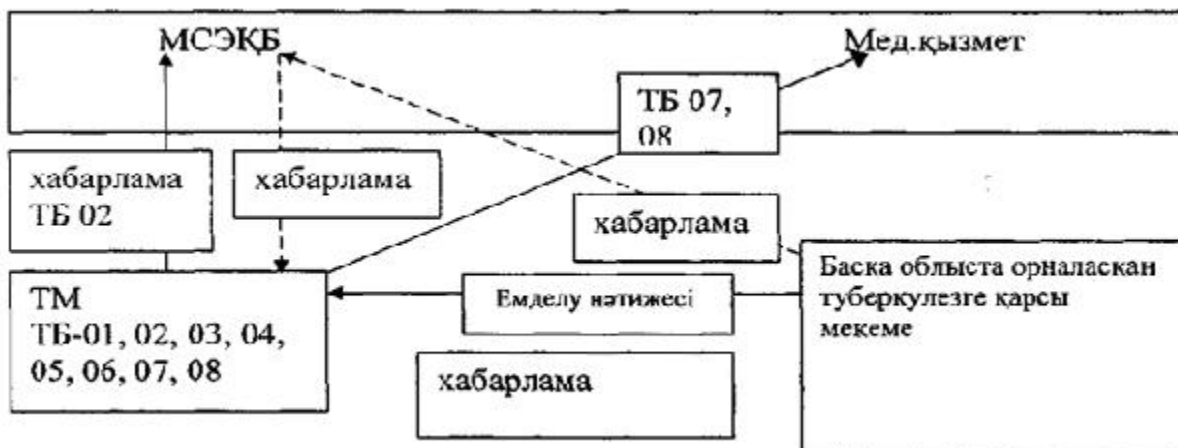 МСЭҚБ
Мед.қызмет
ТБ 07,
08
хабарлама
ТБ 02
хабарлама
хабарлама
ТМ
ТБ-01, 02, 03, 04,
05, 06, 07, 08
Емделу нәтижесі
Баска облыста орналаскан
туберкулезге қарсы
мекеме
хабарлама